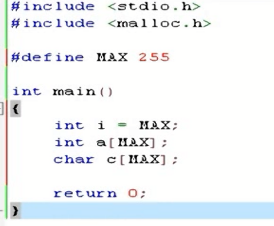 #include <stdio.h>
#include <malloc.h>
#define MAX 255
int main()
{
int i = MAX;
int a[MAX];
char c[MAX];
return 0;
}